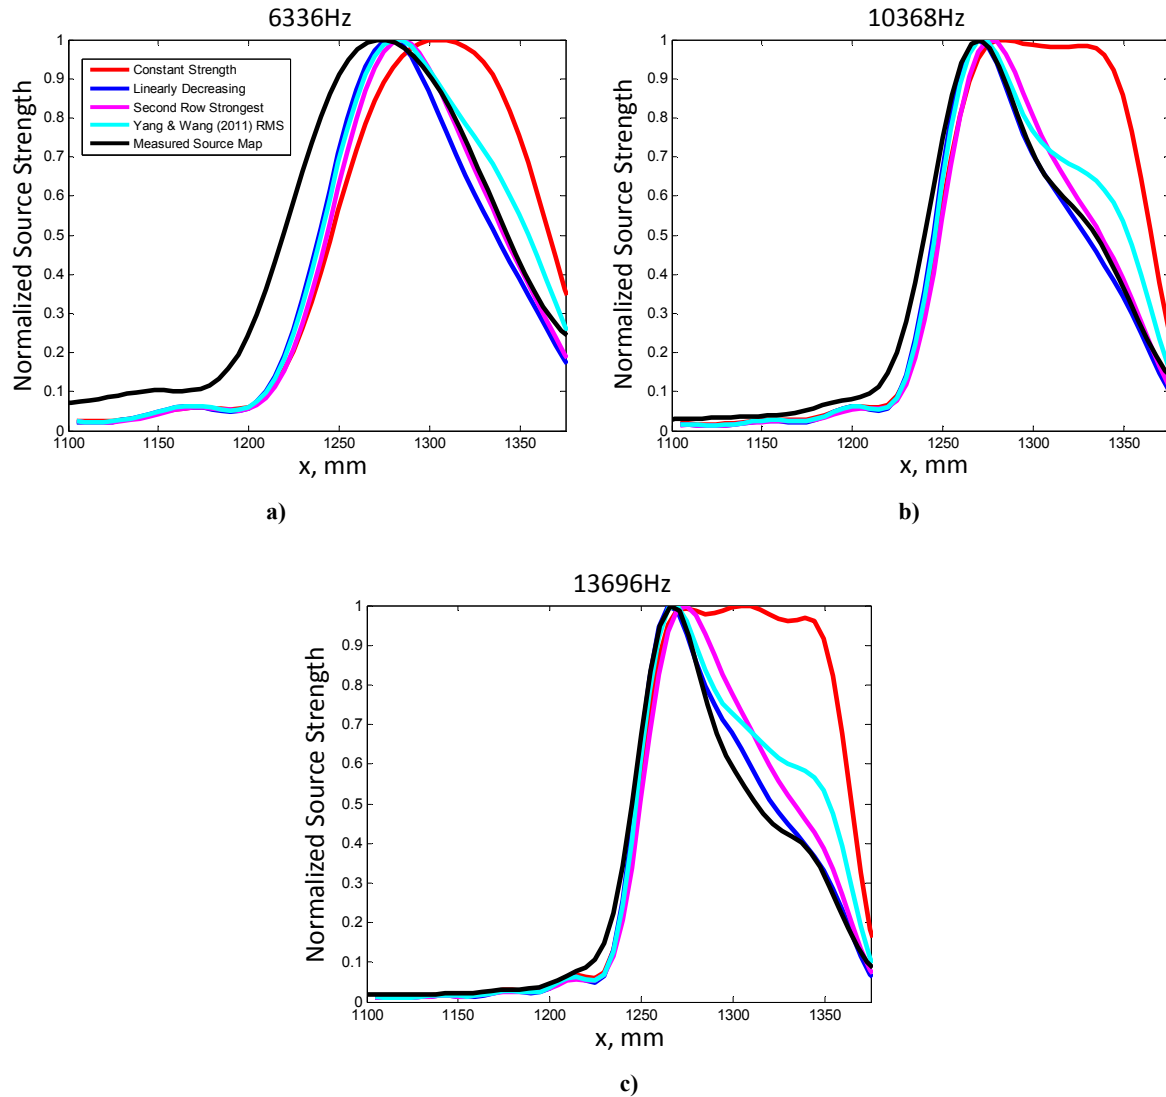 6336Hz
1
0.9
0.8
0.7
0.6
0.5
0.4
0.3
0.2
0.1
0
Normalized Source Strength
Constant Strength
Linearly Decreasing
Second Row Strongest
Yang & Wang (2011) RMS
Measured Source Map
1100 1150 1200 1250 1300 1350
x, mm
a)
10368Hz
1
0.9
0.8
0.7
0.6
0.5
0.4
0.3
0.2
0.1
0
Normalized Source Strength
1100 1150 1200 1250 1300 1350
x, mm
b)
13696Hz
1
0.9
0.8
0.7
0.6
0.5
0.4
0.3
0.2
0.1
0
Normalized Source Strength
1100 1150 1200 1250 1300 1350
x, mm
c)